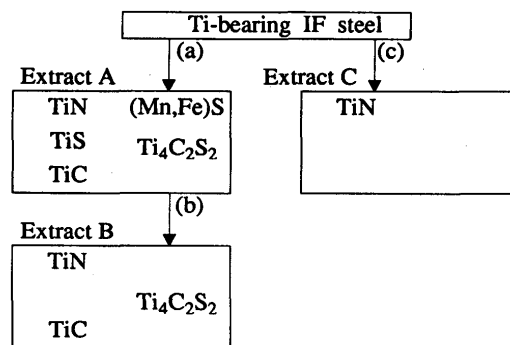 Ti-bearing IF steel
(a)
(c)
Extract A
Extract C
TiN (Mn,Fe)S
TiS Ti₄C₂S₂
TiC
TiN
(b)
Extract B
TiN
Ti₄C₂S₂
TiC